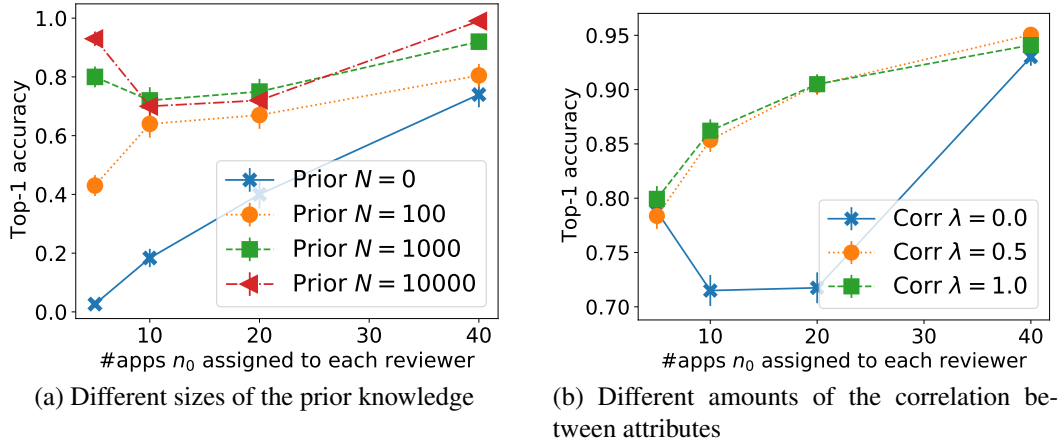 Top-1 accuracy
1.0
0.8
0.6
0.4
0.2
0.0
Prior N = 0
Prior N = 100
Prior N = 1000
Prior N = 10000
10 20 30 40
#apps n₀ assigned to each reviewer
(a) Different sizes of the prior knowledge
Top-1 accuracy
0.95
0.90
0.85
0.80
0.75
0.70
Corr λ = 0.0
Corr λ = 0.5
Corr λ = 1.0
10 20 30 40
#apps n₀ assigned to each reviewer
(b) Different amounts of the correlation be-
tween attributes